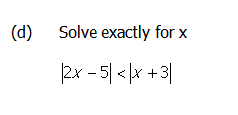 (d) Solve exactly for x
|2x – 5| < |x + 3|